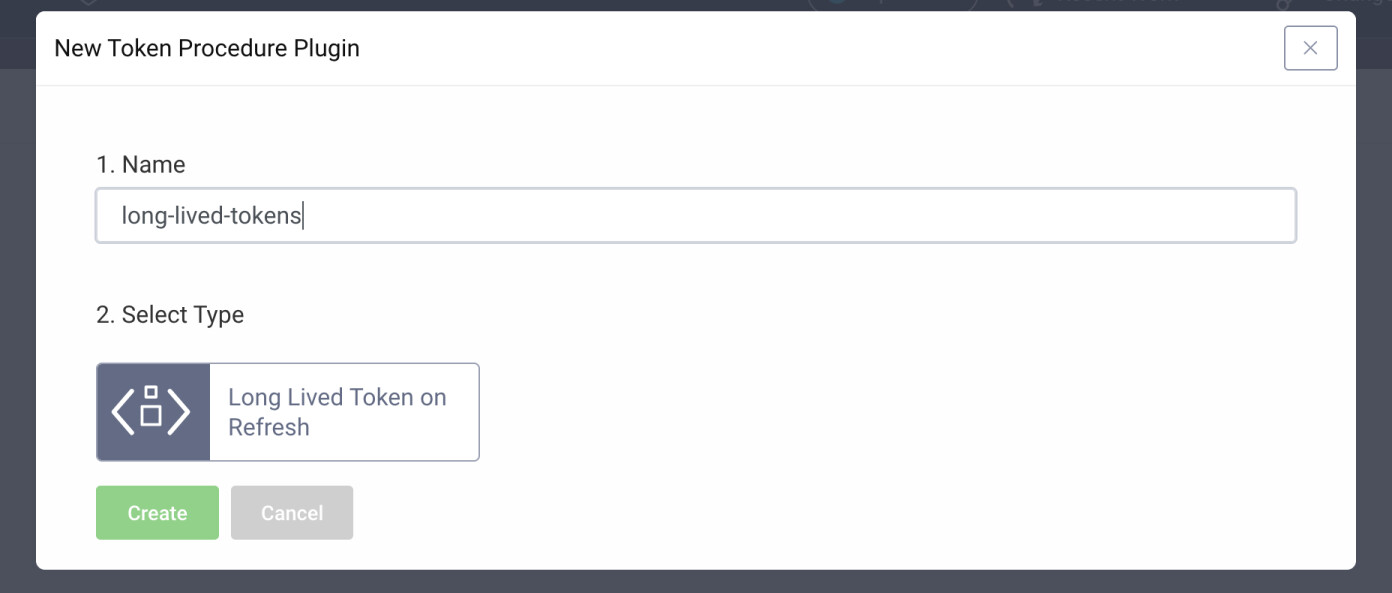 New Token Procedure Plugin
1. Name
long-lived-tokens
2. Select Type
Long Lived Token on
Refresh
Create
Cancel